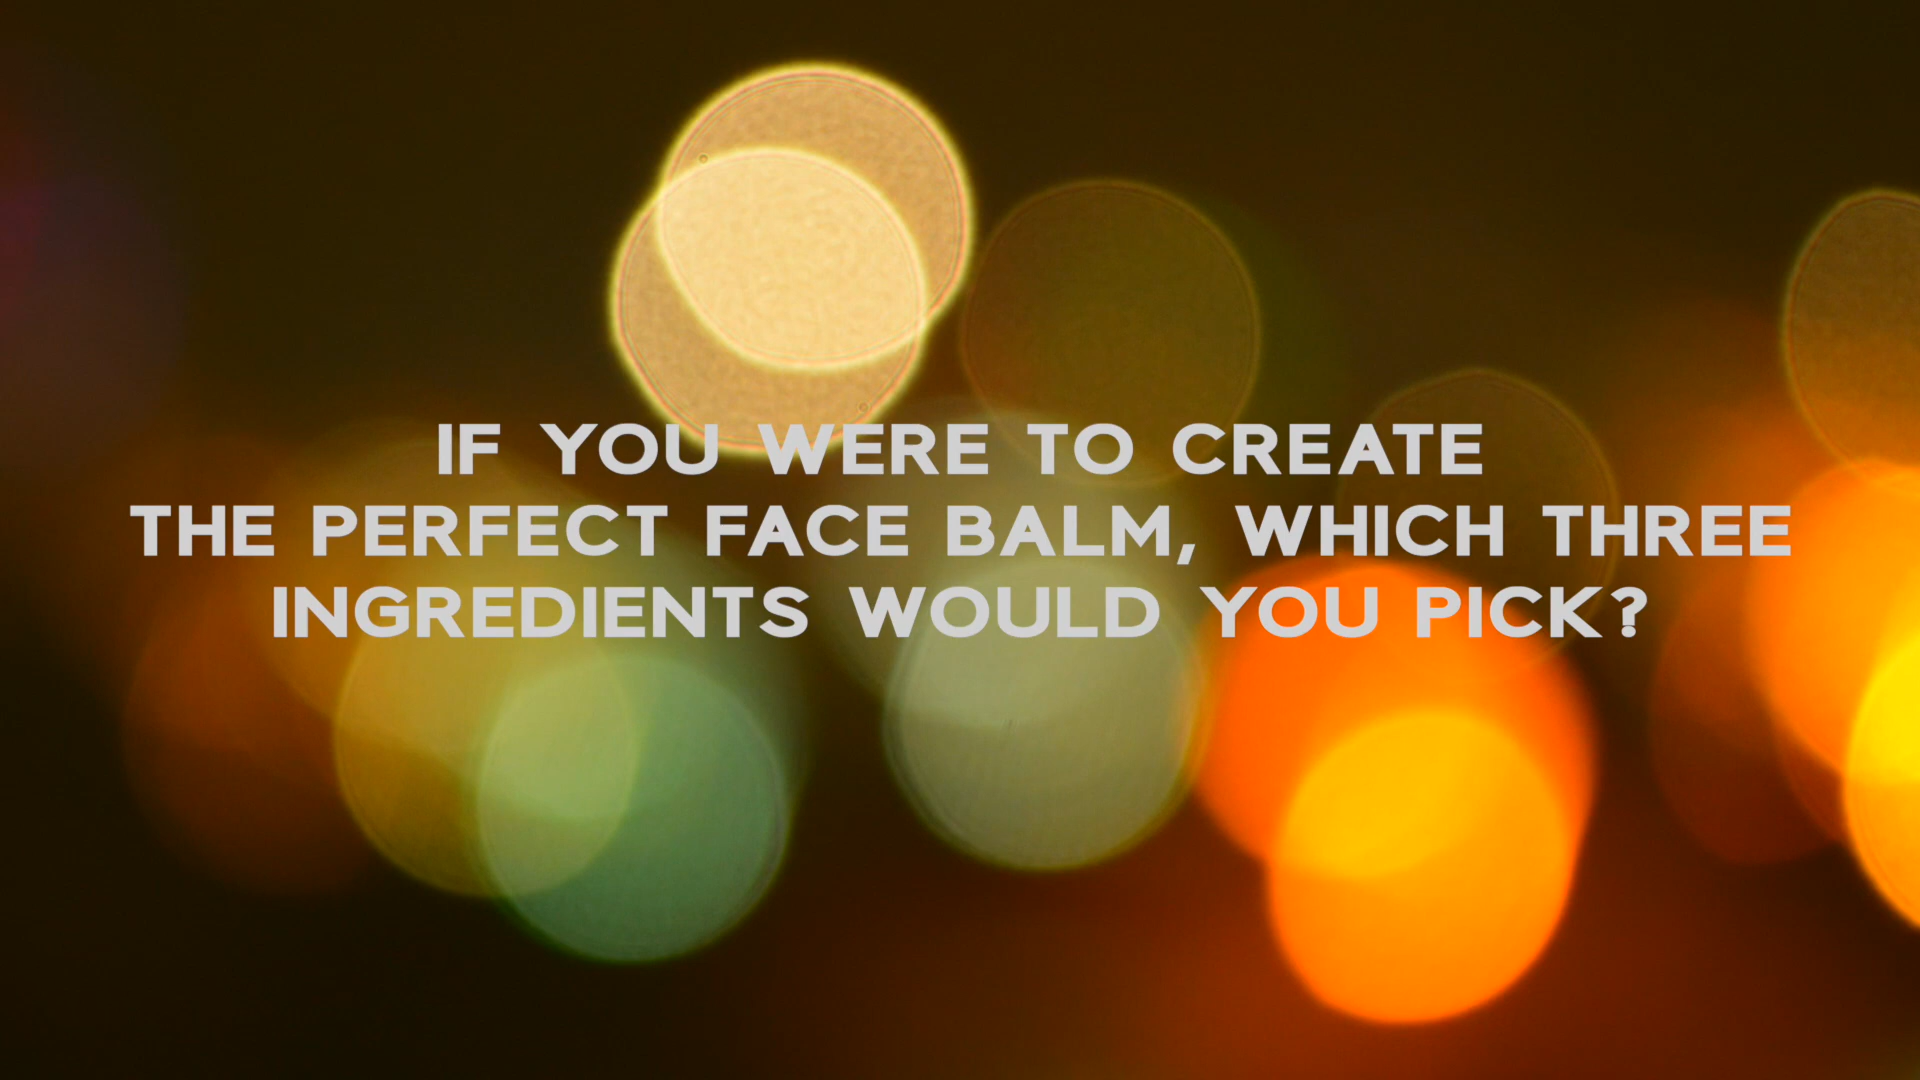 IF YOU WERE TO CREATE
THE PERFECT FACE BALM, WHICH THREE
INGREDIENTS WOULD YOU PICK?